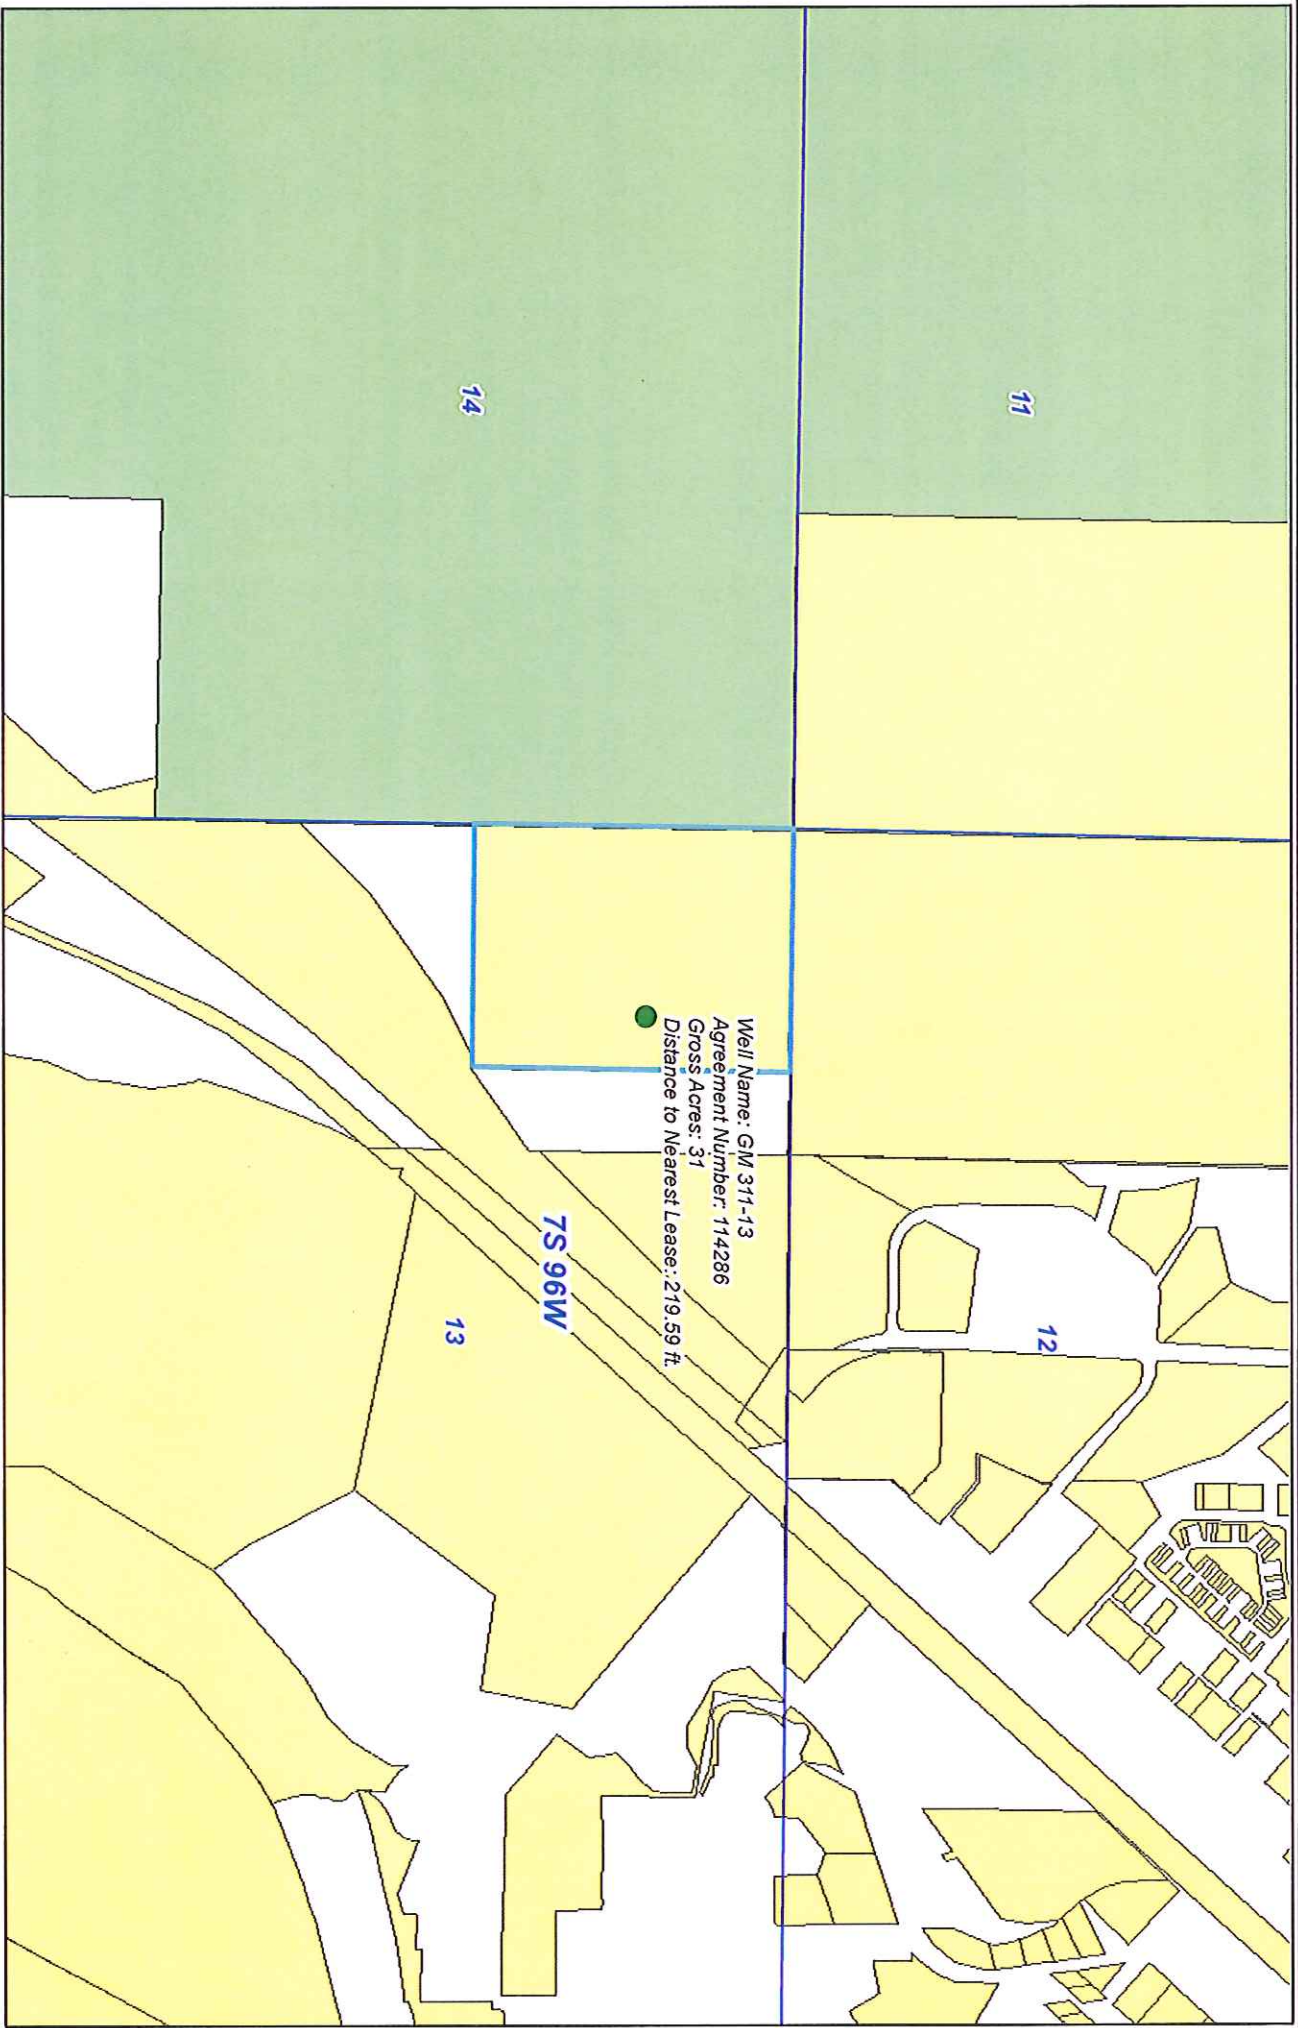 11
12
14
Well Name: GM 311-13
Agreement Number: 114286
Gross Acres: 31
Distance to Nearest Lease: 219.59 ft.
7S 96W
13